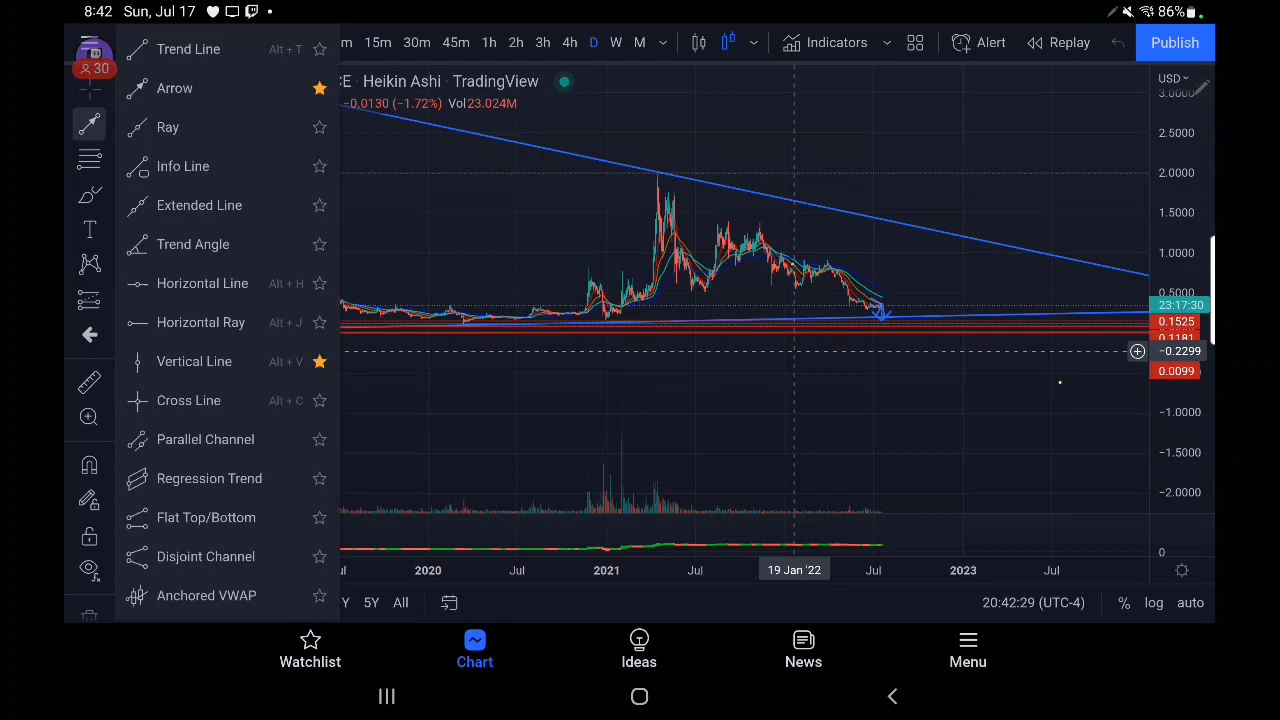 8:42 Sun, Jul 17 86%
30
m 15m 30m 45m 1h 2h 3h 4h D W M Indicators Alert Replay Publish
CE · Heikin Ashi · TradingView
−0.0130 (−1.72%) Vol23.024M
Trend Line Alt + T
Arrow
Ray
Info Line
Extended Line
Trend Angle
Horizontal Line Alt + H
Horizontal Ray Alt + J
Vertical Line Alt + V
Cross Line Alt + C
Parallel Channel
Regression Trend
Flat Top/Bottom
Disjoint Channel
Anchored VWAP
USD
3.0000
2.5000
2.0000
1.5000
1.0000
0.5000
23:17:30
0.1525
0.1181
−0.2299
0.0099
−1.0000
−1.5000
−2.0000
0
ul 2020 Jul 2021 Jul 19 Jan '22 Jul 2023 Jul
Y 5Y All 20:42:29 (UTC-4) % log auto
Watchlist Chart Ideas News Menu